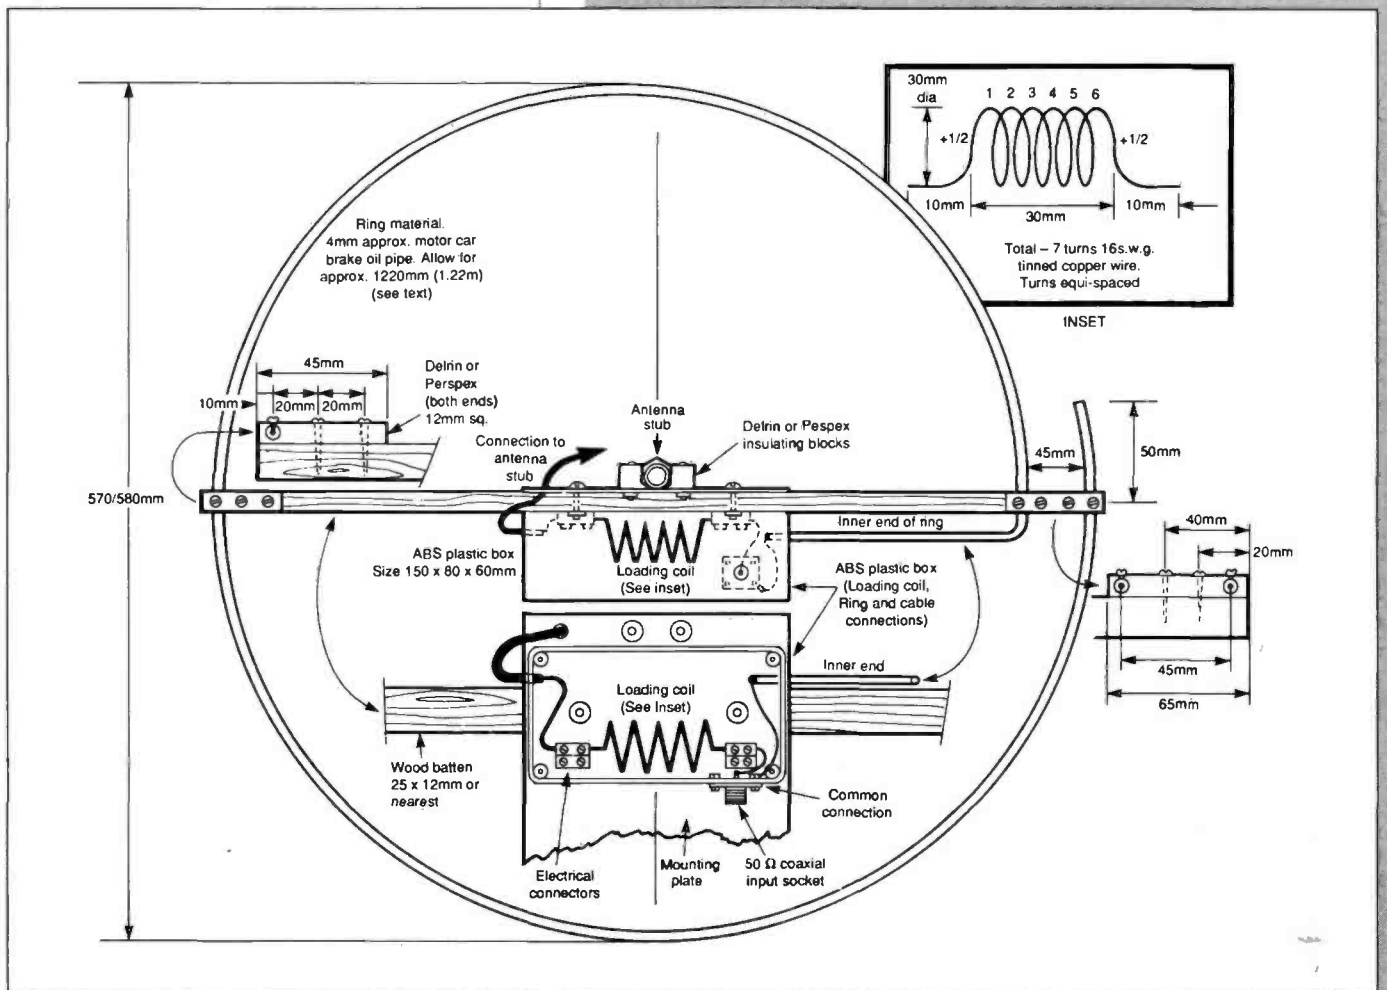 30mm
dia
1 2 3 4 5 6
+1/2
+1/2
10mm
30mm
10mm
Total – 7 turns 16s.w.g.
tinned copper wire.
Turns equi-spaced
INSET
Ring material.
4mm approx. motor car
brake oil pipe. Allow for
approx. 1220mm (1.22m)
(see text)
45mm
10mm
20mm
20mm
Delrin or
Perspex
(both ends)
12mm sq.
Connection to
antenna
stub
Antenna
stub
Delrin or Pespex
insulating blocks
45mm
50mm
570/580mm
Inner end of ring
ABS plastic box
Size 150 x 80 x 60mm
Loading coil
(See inset)
ABS plastic box
(Loading coil,
Ring and cable
connections)
40mm
20mm
45mm
65mm
Inner end
Loading coil
(See Inset)
Wood batten
25 x 12mm or
nearest
Common
connection
Electrical
connectors
Mounting
plate
50 Ω coaxial
input socket